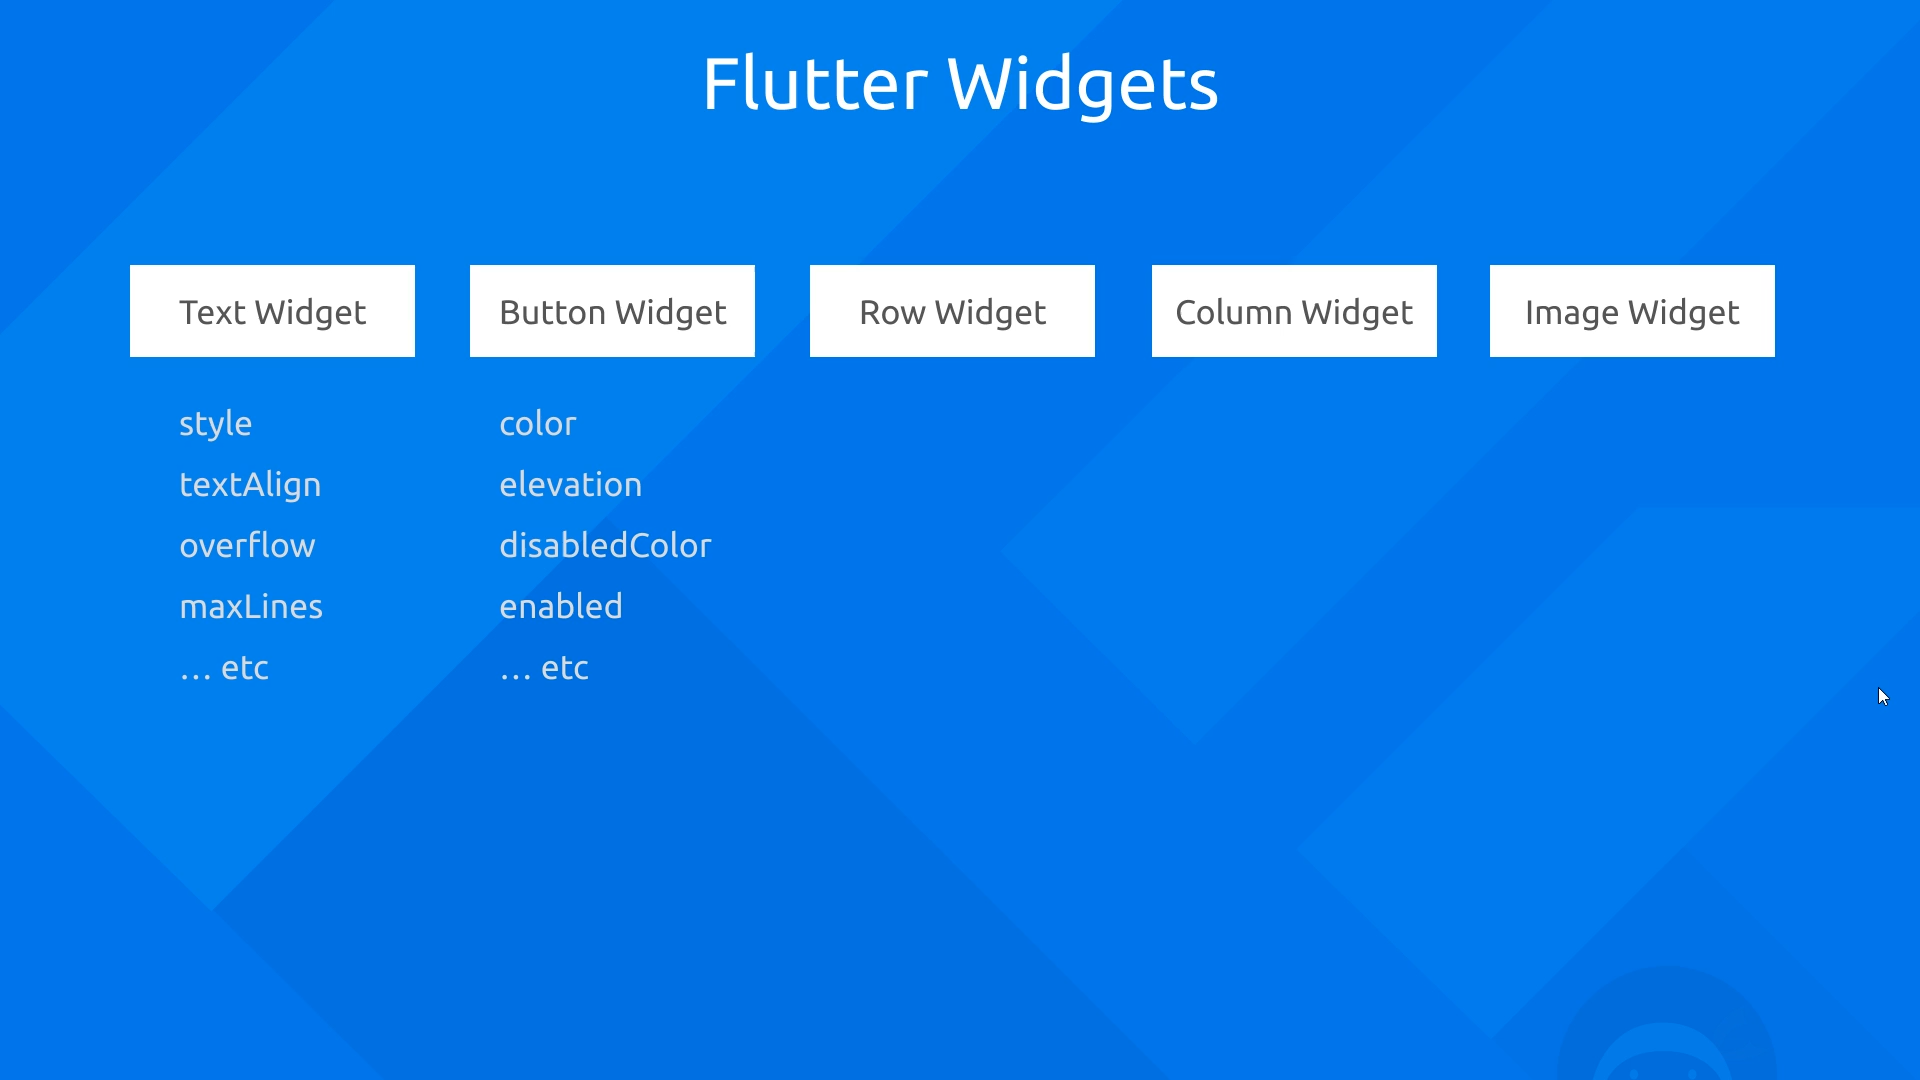 Flutter Widgets
Text Widget
Button Widget
Row Widget
Column Widget
Image Widget
style
textAlign
overflow
maxLines
... etc
color
elevation
disabledColor
enabled
... etc